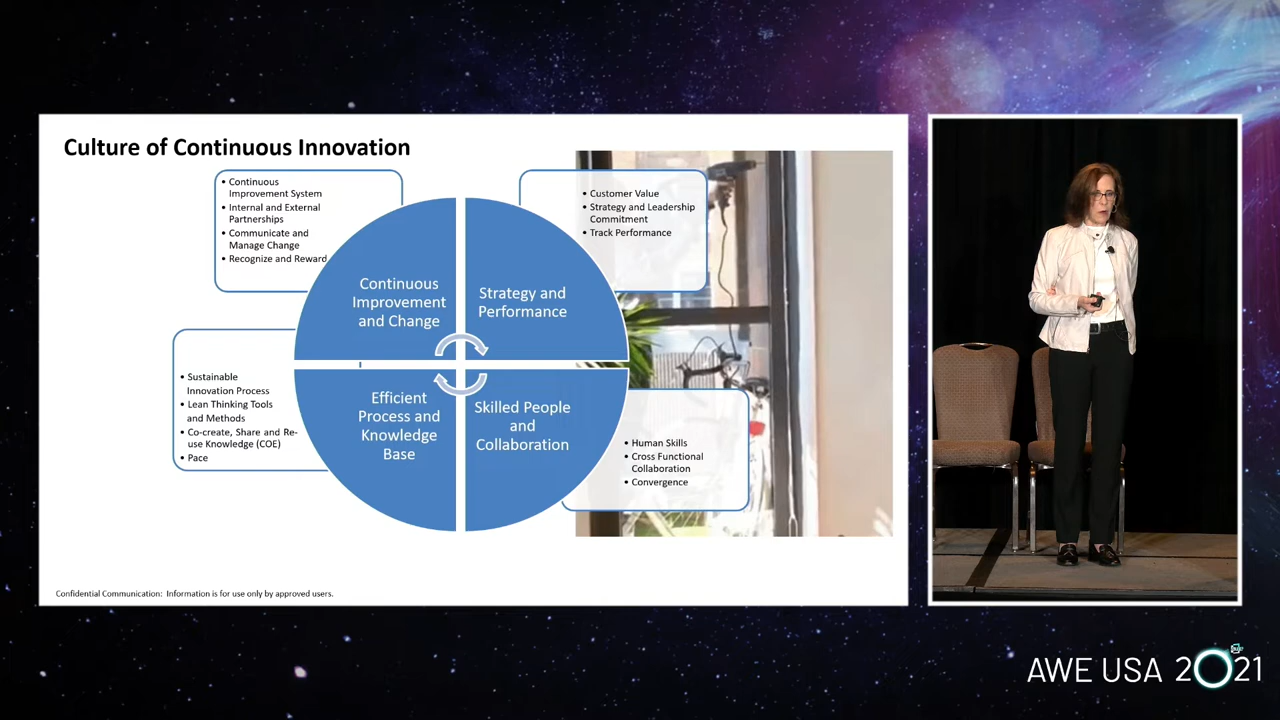 Culture of Continuous Innovation
• Continuous
Improvement System
• Internal and External
Partnerships
• Communicate and
Manage Change
• Recognize and Reward
• Customer Value
• Strategy and Leadership
Commitment
• Track Performance
Continuous
Improvement
and Change
Strategy and
Performance
• Sustainable
Innovation Process
• Lean Thinking Tools
and Methods
• Co-create, Share and Re-
use Knowledge (COE)
• Pace
Efficient
Process and
Knowledge
Base
Skilled People
and
Collaboration
• Human Skills
• Cross Functional
Collaboration
• Convergence
Confidential Communication: Information is for use only by approved users.
AWE USA 2021